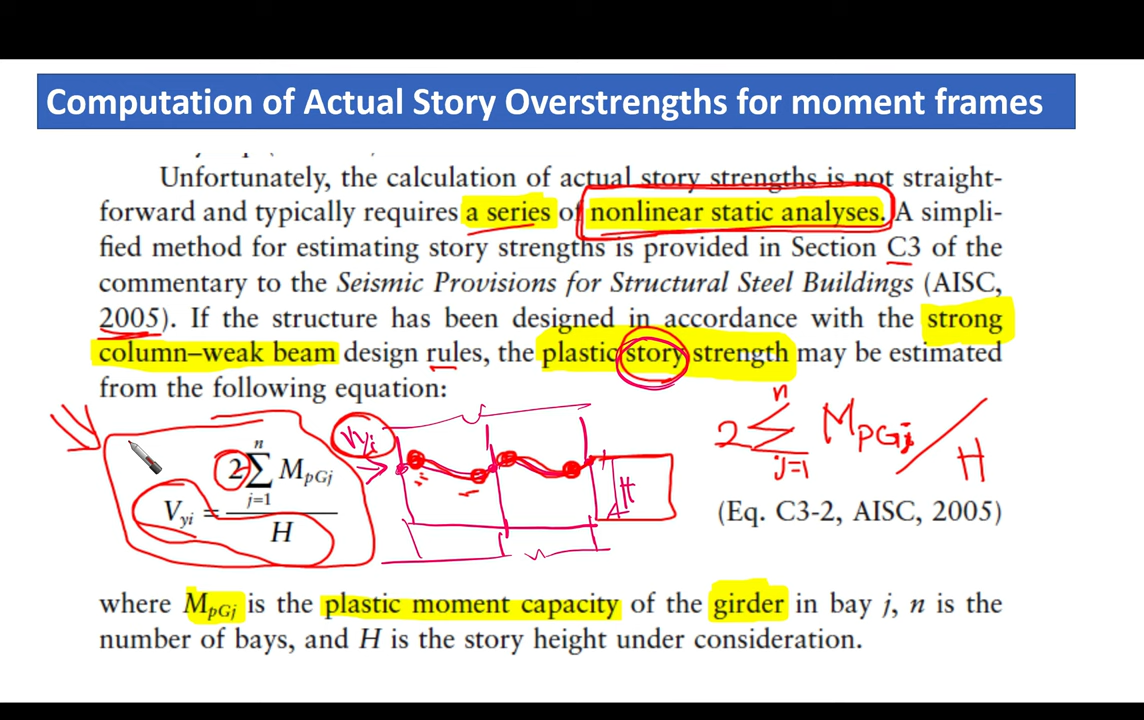 Computation of Actual Story Overstrengths for moment frames
Unfortunately, the calculation of actual story strengths is not straight-
forward and typically requires a series of nonlinear static analyses. A simpli-
fied method for estimating story strengths is provided in Section C3 of the
commentary to the Seismic Provisions for Structural Steel Buildings (AISC,
2005). If the structure has been designed in accordance with the strong
column–weak beam design rules, the plastic story strength may be estimated
from the following equation:
V_yi = 2 ∑_{j=1}^{n} M_pGj / H
Vyi
H
2 ∑_{j=1}^{n} M_pGj / H
(Eq. C3-2, AISC, 2005)
where M_pGj is the plastic moment capacity of the girder in bay j, n is the
number of bays, and H is the story height under consideration.